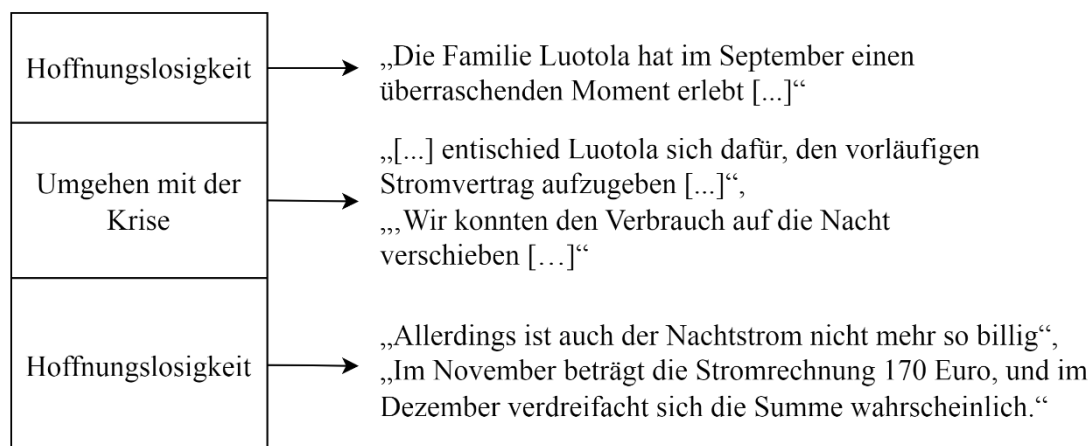 Hoffnungslosigkeit
„Die Familie Luotola hat im September einen
überraschenden Moment erlebt [...]“
Umgehen mit der
Krise
„[...] entischied Luotola sich dafür, den vorläufigen
Stromvertrag aufzugeben [...]“,
„‚Wir konnten den Verbrauch auf die Nacht
verschieben […]“
Hoffnungslosigkeit
„Allerdings ist auch der Nachtstrom nicht mehr so billig“,
„Im November beträgt die Stromrechnung 170 Euro, und im
Dezember verdreifacht sich die Summe wahrscheinlich.“